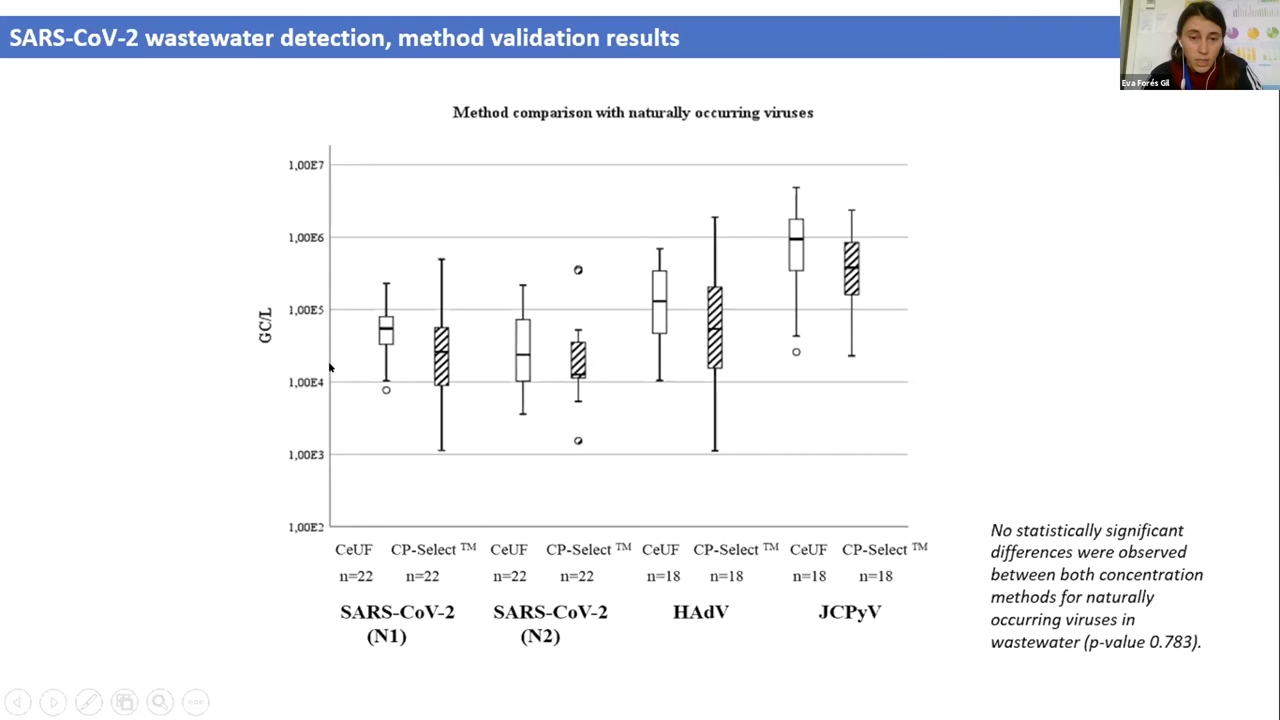 SARS-CoV-2 wastewater detection, method validation results
Eva Forés Gil
Method comparison with naturally occurring viruses
1,00E7
1,00E6
1,00E5
1,00E4
1,00E3
1,00E2
GC/L
CeUF CP-Select TM CeUF CP-Select TM CeUF CP-Select TM CeUF CP-Select TM
n=22 n=22 n=22 n=22 n=18 n=18 n=18 n=18
SARS-CoV-2 SARS-CoV-2 HAdV JCPyV
(N1) (N2)
No statistically significant
differences were observed
between both concentration
methods for naturally
occurring viruses in
wastewater (p-value 0.783).